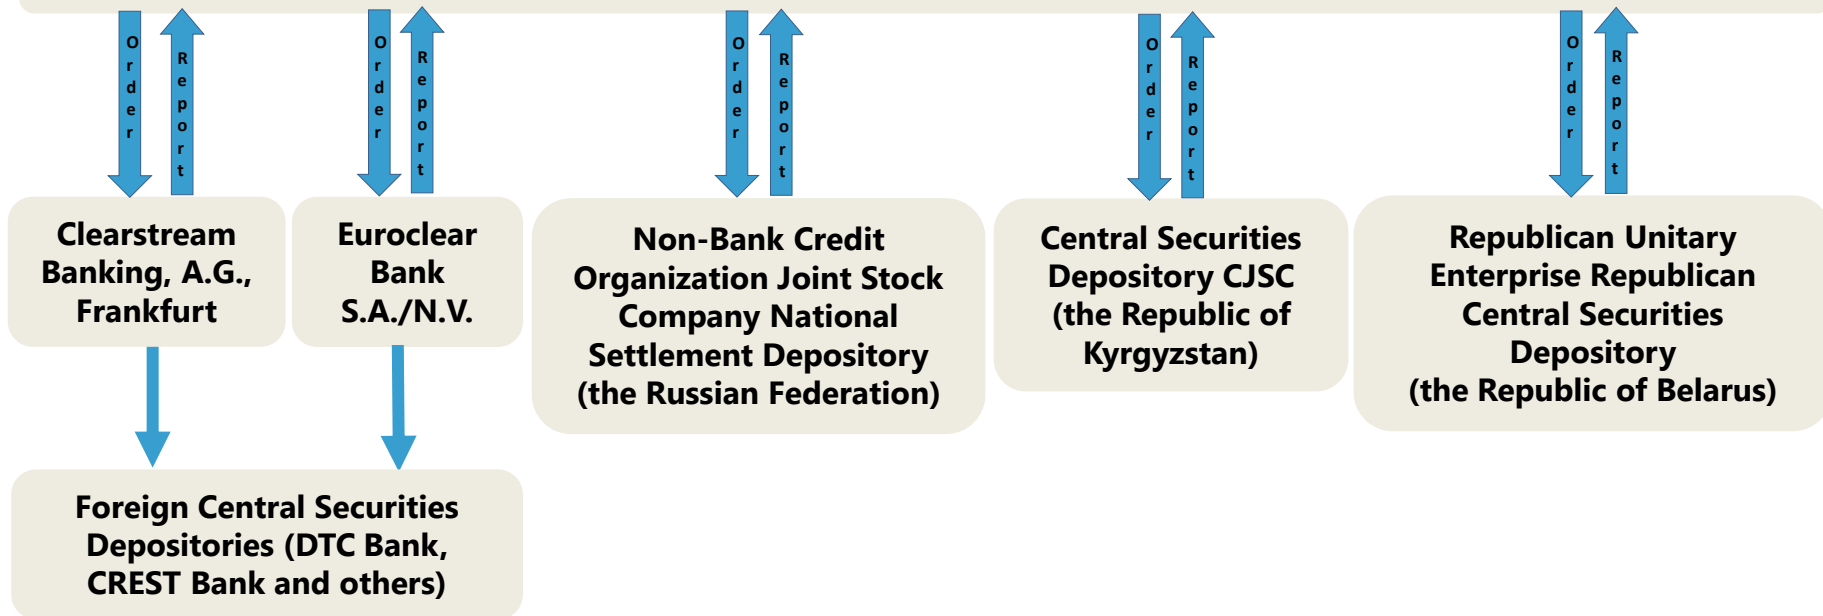 Order
Report
Order
Report
Order
Report
Order
Report
Order
Report
Clearstream
Banking, A.G.,
Frankfurt
Euroclear
Bank
S.A./N.V.
Non-Bank Credit
Organization Joint Stock
Company National
Settlement Depository
(the Russian Federation)
Central Securities
Depository CJSC
(the Republic of
Kyrgyzstan)
Republican Unitary
Enterprise Republican
Central Securities
Depository
(the Republic of Belarus)
Foreign Central Securities
Depositories (DTC Bank,
CREST Bank and others)